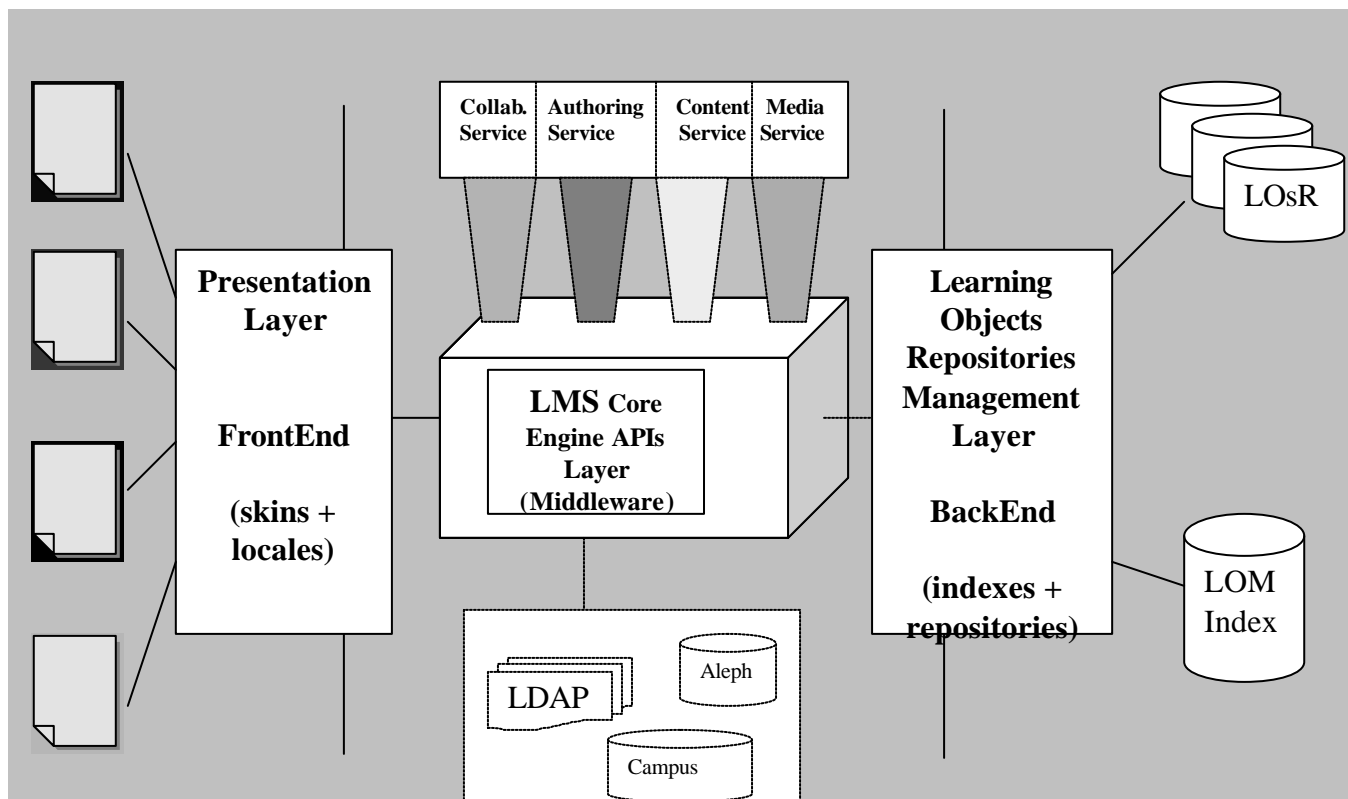 Collab.
Service
Authoring
Service
Content
Service
Media
Service
LOsR
Presentation
Layer
FrontEnd
(skins +
locales)
LMS Core
Engine APIs
Layer
(Middleware)
Learning
Objects
Repositories
Management
Layer
BackEnd
(indexes +
repositories)
LOM
Index
LDAP
Aleph
Campus